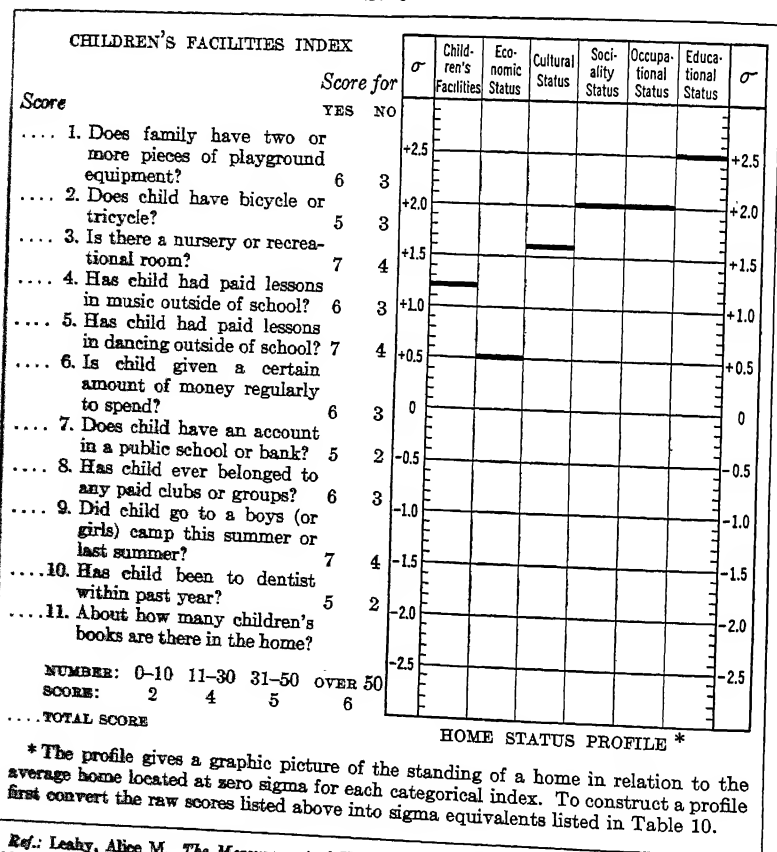 CHILDREN'S FACILITIES INDEX
Score for
Score YES NO
.... 1. Does family have two or
more pieces of playground
equipment? 6 3
.... 2. Does child have bicycle or
tricycle? 5 3
.... 3. Is there a nursery or recrea-
tional room? 7 4
.... 4. Has child had paid lessons
in music outside of school? 6 3
.... 5. Has child had paid lessons
in dancing outside of school? 7 4
.... 6. Is child given a certain
amount of money regularly
to spend? 6 3
.... 7. Does child have an account
in a public school or bank? 5 2
.... 8. Has child ever belonged to
any paid clubs or groups? 6 3
.... 9. Did child go to a boys (or
girls) camp this summer or
last summer? 7 4
....10. Has child been to dentist
within past year? 5 2
....11. About how many children's
books are there in the home?
NUMBER: 0–10 11–30 31–50 OVER 50
SCORE: 2 4 5 6
....TOTAL SCORE
σ
Child-
ren's
Facilities
Eco-
nomic
Status
Cultural
Status
Soci-
ality
Status
Occupa-
tional
Status
Educa-
tional
Status
σ
+2.5 +2.5
+2.0 +2.0
+1.5 +1.5
+1.0 +1.0
+0.5 +0.5
0 0
−0.5 −0.5
−1.0 −1.0
−1.5 −1.5
−2.0 −2.0
−2.5 −2.5
HOME STATUS PROFILE *
* The profile gives a graphic picture of the standing of a home in relation to the
average home located at zero sigma for each categorical index. To construct a profile
first convert the raw scores listed above into sigma equivalents listed in Table 10.
Ref.: Leahy, Alice M. The